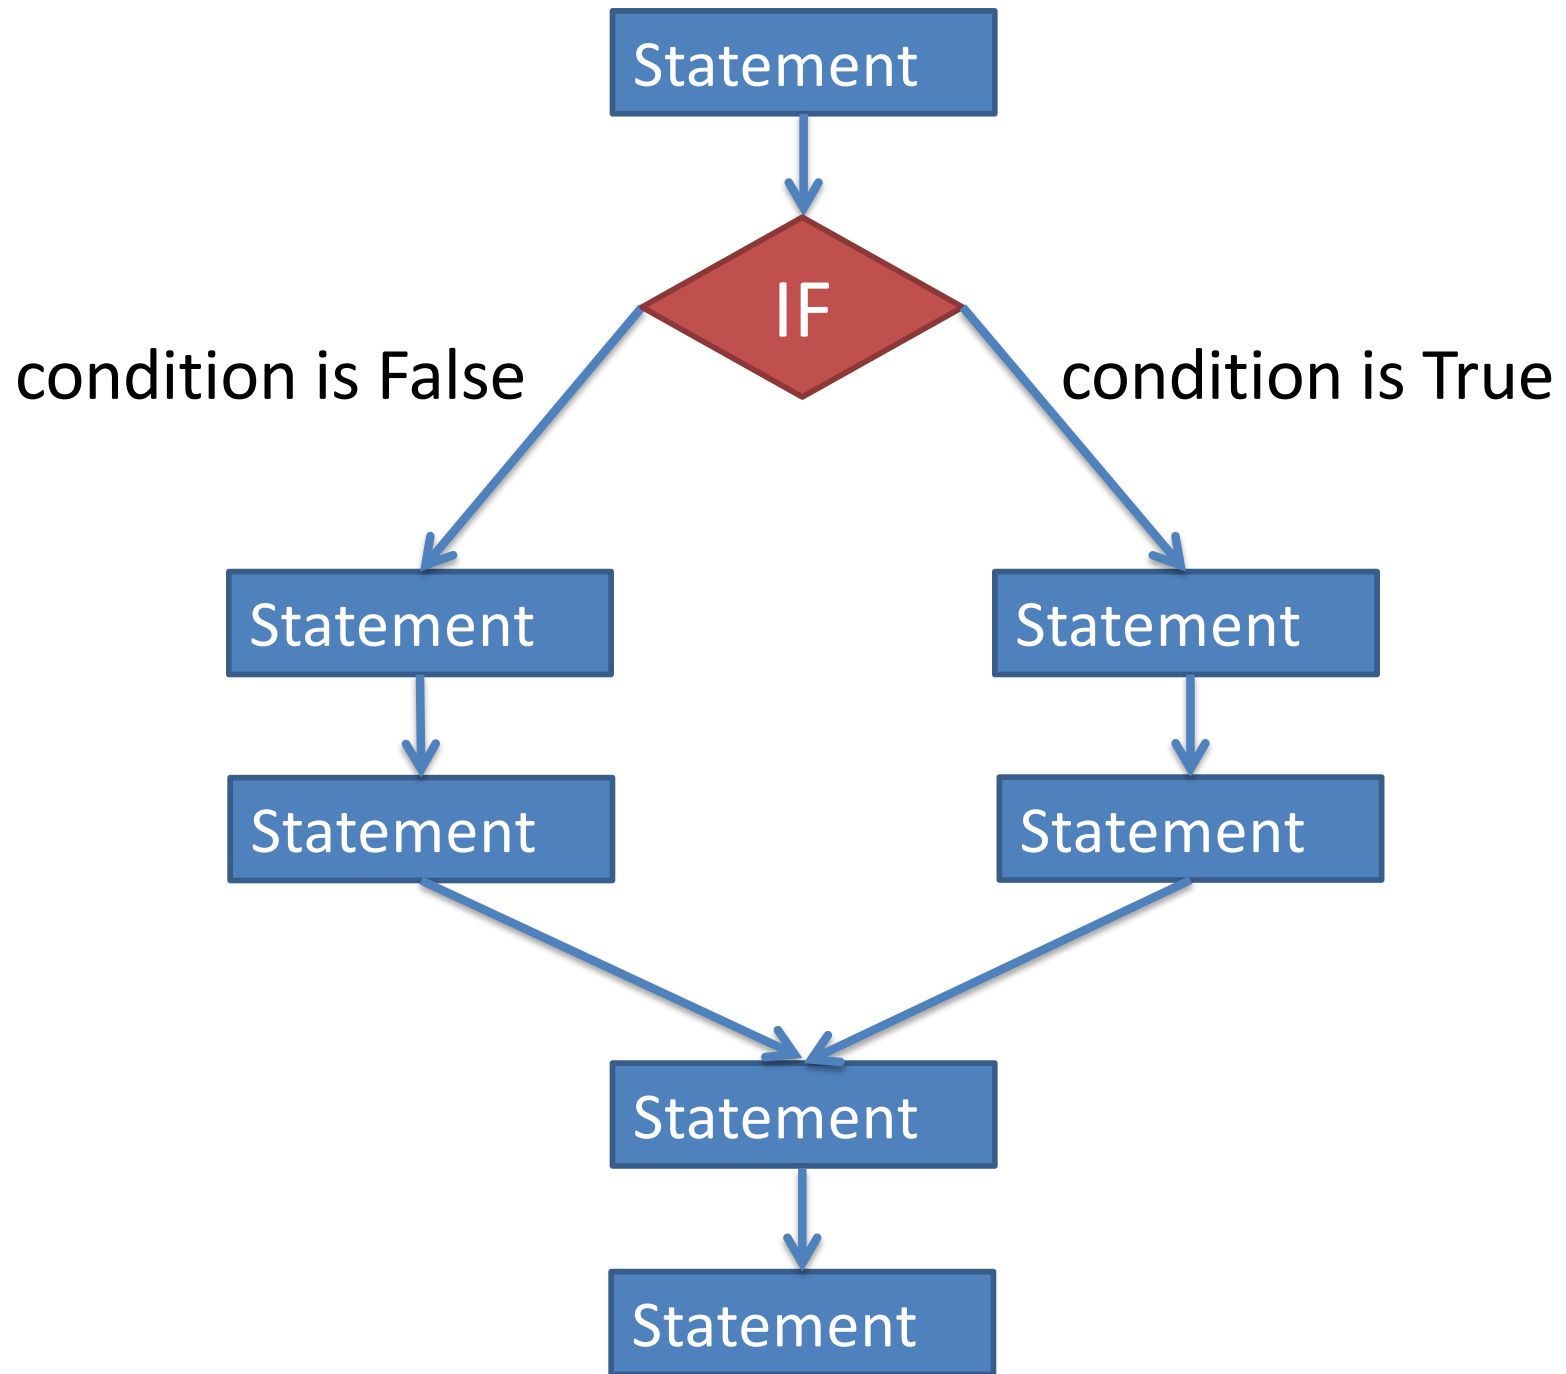 Statement
IF
condition is False
condition is True
Statement
Statement
Statement
Statement
Statement
Statement